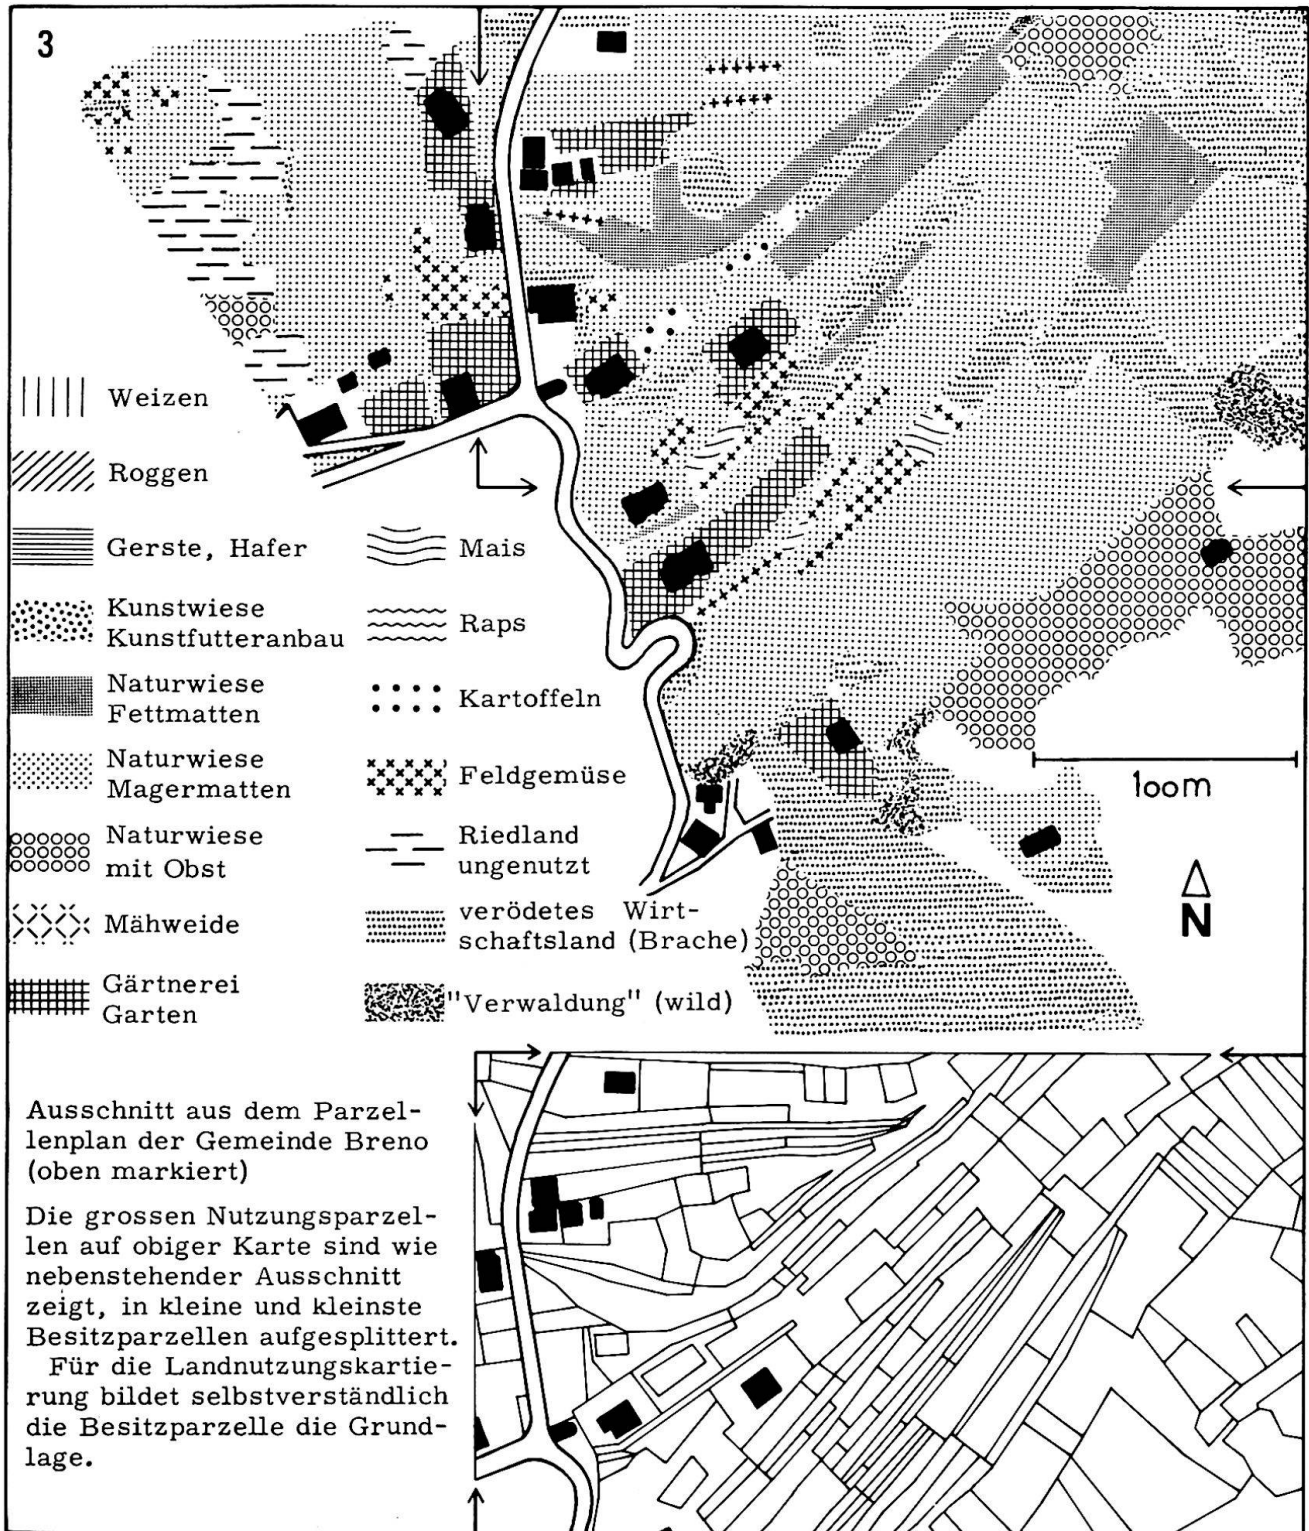 3
Weizen
Roggen
Gerste, Hafer
Kunstwiese
Kunstfutteranbau
Naturwiese
Fettmatten
Naturwiese
Magermatten
Naturwiese
mit Obst
Mähweide
Gärtnerei
Garten
Mais
Raps
Kartoffeln
Feldgemüse
Riedland
ungenutzt
verödetes Wirt-
schaftsland (Brache)
"Verwaldung" (wild)
100m
N
Ausschnitt aus dem Parzel-
lenplan der Gemeinde Breno
(oben markiert)
Die grossen Nutzungsparzel-
len auf obiger Karte sind wie
nebenstehender Ausschnitt
zeigt, in kleine und kleinste
Besitzparzellen aufgesplittert.
Für die Landnutzungskartie-
rung bildet selbstverständlich
die Besitzparzelle die Grund-
lage.